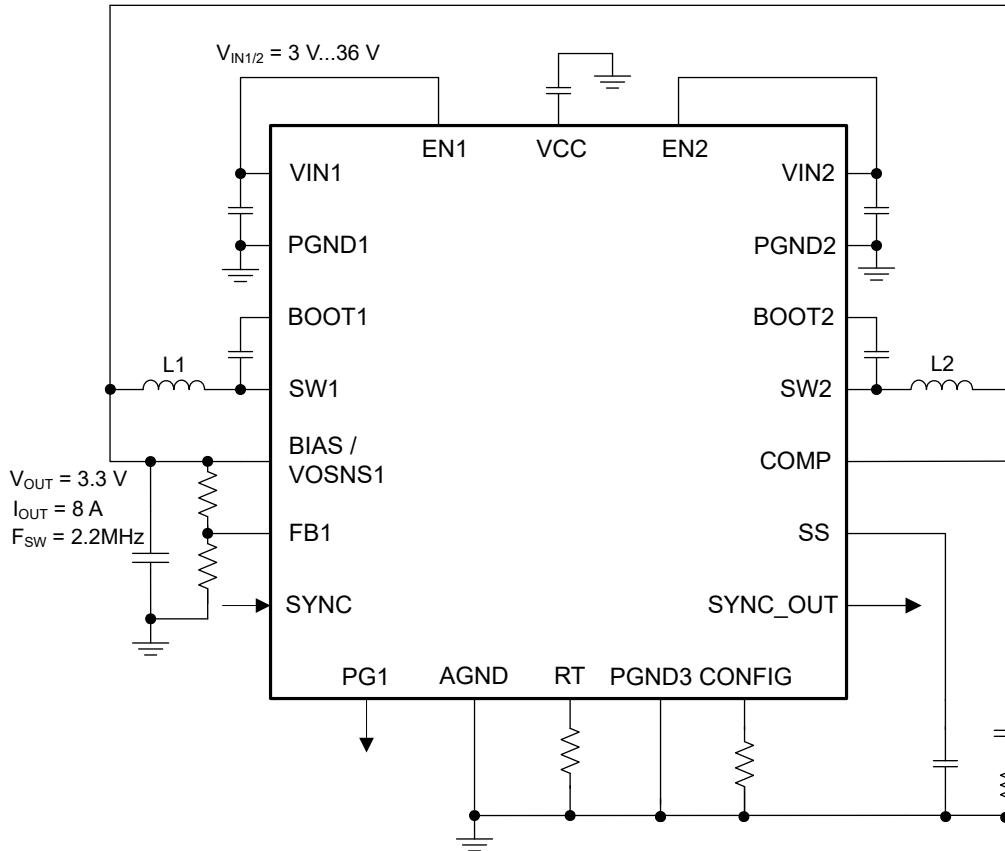 V_IN1/2 = 3 V...36 V
EN1
VCC
EN2
VIN1
VIN2
PGND1
PGND2
BOOT1
BOOT2
L1
L2
SW1
SW2
BIAS /
VOSNS1
COMP
V_OUT = 3.3 V
I_OUT = 8 A
F_SW = 2.2MHz
FB1
SS
SYNC
SYNC_OUT
PG1
AGND
RT
PGND3
CONFIG